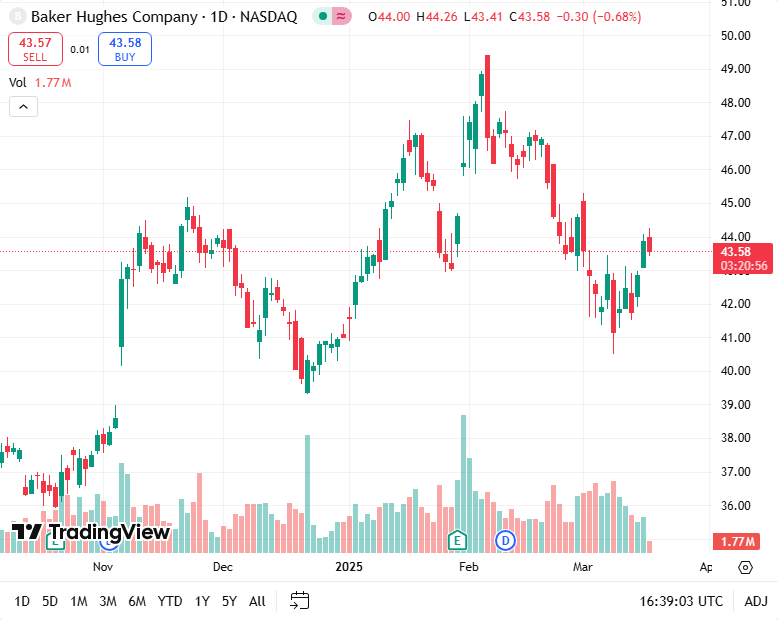 B Baker Hughes Company · 1D · NASDAQ O44.00 H44.26 L43.41 C43.58 −0.30 (−0.68%)
43.57 SELL 0.01 43.58 BUY
Vol 1.77M
51.00
50.00
49.00
48.00
47.00
46.00
45.00
44.00
43.58
03:20:56
42.00
41.00
40.00
39.00
38.00
37.00
36.00
TradingView
E E D
1.77M
Nov Dec 2025 Feb Mar Ap
1D 5D 1M 3M 6M YTD 1Y 5Y All 16:39:03 UTC ADJ